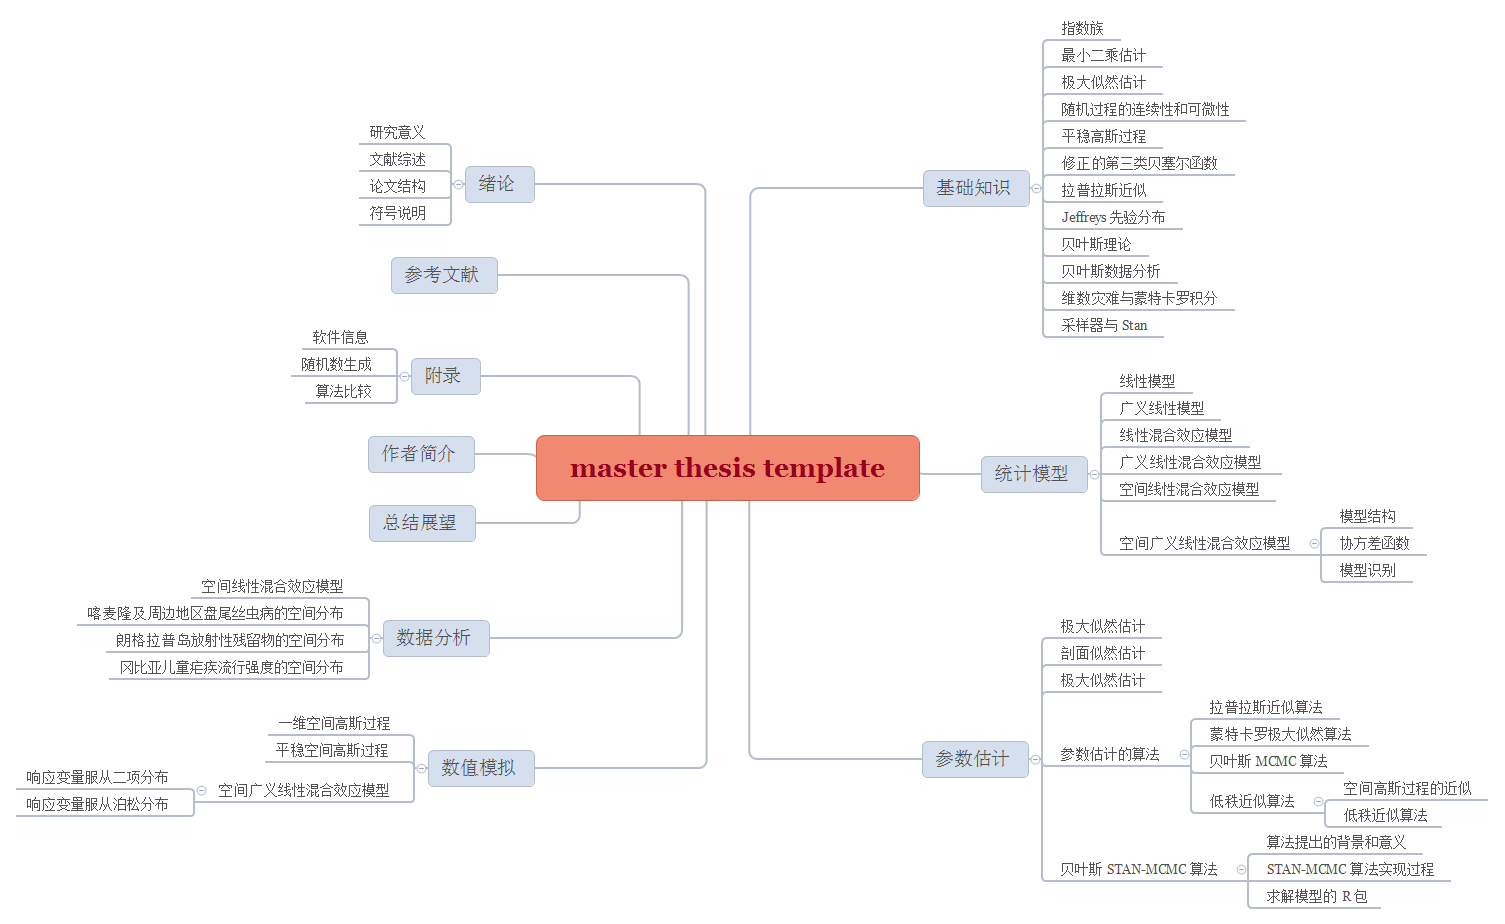 master thesis template
基础知识
指数族
最小二乘估计
极大似然估计
随机过程的连续性和可微性
平稳高斯过程
修正的第三类贝塞尔函数
拉普拉斯近似
Jeffreys 先验分布
贝叶斯理论
贝叶斯数据分析
维数灾难与蒙特卡罗积分
采样器与 Stan
统计模型
线性模型
广义线性模型
线性混合效应模型
广义线性混合效应模型
空间线性混合效应模型
空间广义线性混合效应模型
模型结构
协方差函数
模型识别
参数估计
极大似然估计
剖面似然估计
极大似然估计
参数估计的算法
拉普拉斯近似算法
蒙特卡罗极大似然算法
贝叶斯 MCMC 算法
低秩近似算法
空间高斯过程的近似
低秩近似算法
贝叶斯 STAN-MCMC 算法
算法提出的背景和意义
STAN-MCMC 算法实现过程
求解模型的 R 包
绪论
研究意义
文献综述
论文结构
符号说明
参考文献
附录
软件信息
随机数生成
算法比较
作者简介
总结展望
数据分析
空间线性混合效应模型
喀麦隆及周边地区盘尾丝虫病的空间分布
朗格拉普岛放射性残留物的空间分布
冈比亚儿童疟疾流行强度的空间分布
数值模拟
一维空间高斯过程
平稳空间高斯过程
空间广义线性混合效应模型
响应变量服从二项分布
响应变量服从泊松分布